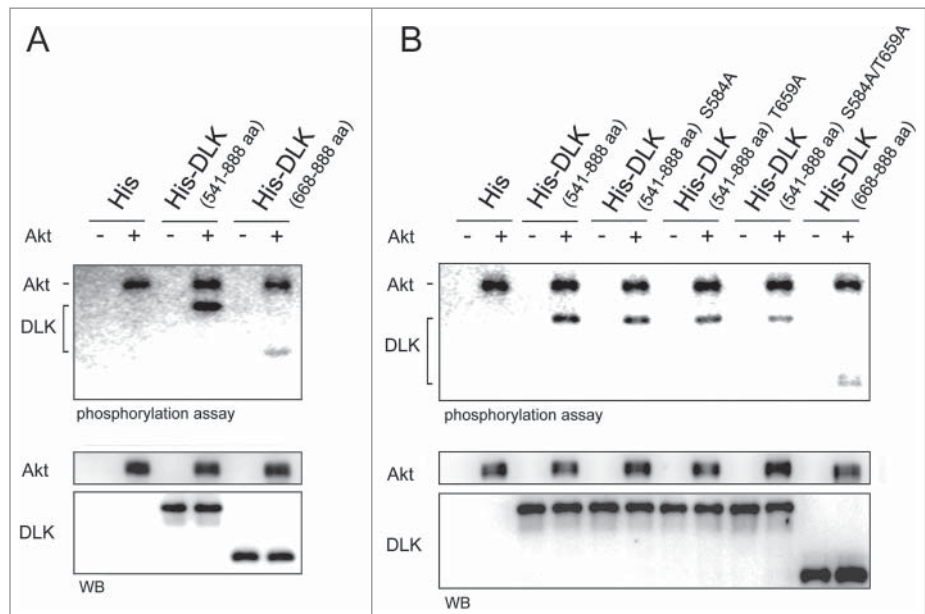 A
His
His-DLK
(541-888 aa)
His-DLK
(668-888 aa)
Akt - + - + - +
Akt -
DLK
phosphorylation assay
Akt
DLK
WB
B
His
His-DLK
(541-888 aa)
His-DLK
(541-888 aa) S584A
His-DLK
(541-888 aa) T659A
His-DLK
(541-888 aa) S584A/T659A
His-DLK
(668-888 aa)
Akt - + - + - + - + - + - +
Akt -
DLK
phosphorylation assay
Akt
DLK
WB